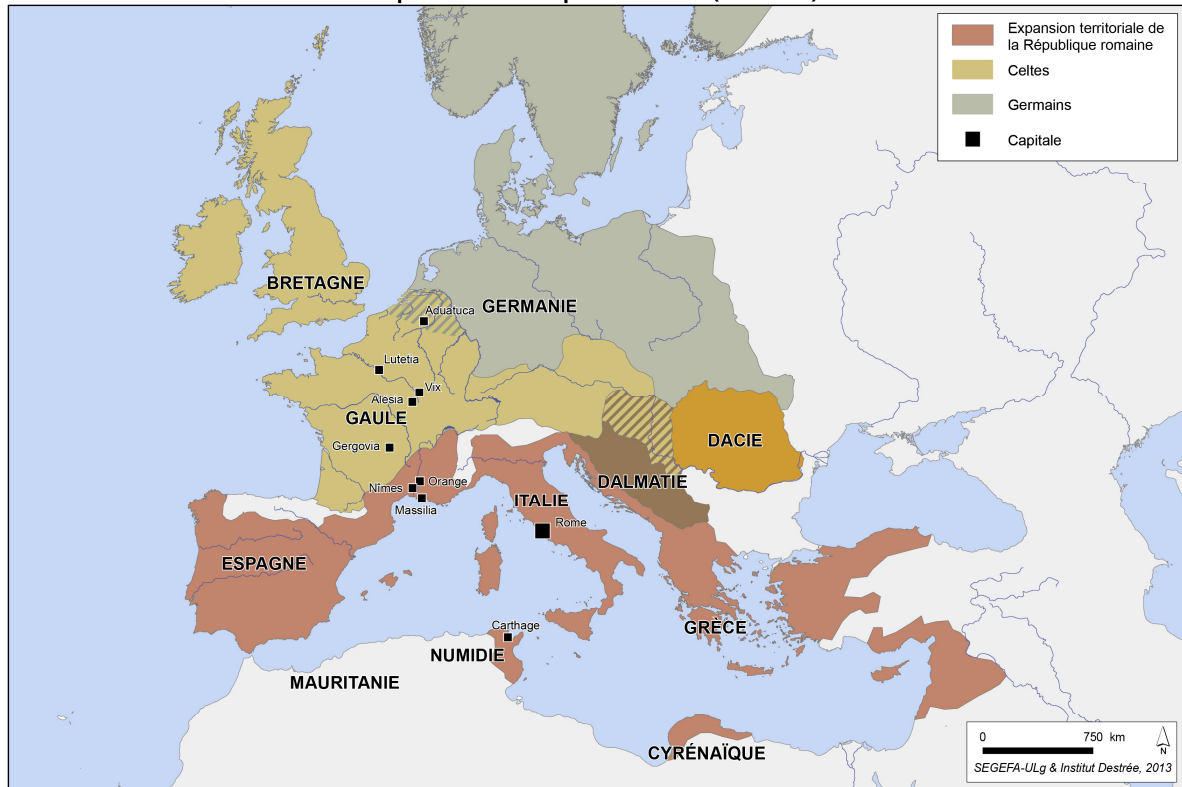 Expansion territoriale de
la République romaine
Celtes
Germains
Capitale
BRETAGNE
GERMANIE
Aduatuca
Lutetia
Vix
Alesia
GAULE
Gergovia
DACIE
Orange
Nîmes
Massilia
DALMATIE
ITALIE
Rome
ESPAGNE
Carthage
GRÈCE
NUMIDIE
MAURITANIE
CYRÉNAÏQUE
0 750 km
N
SEGEFA-ULg & Institut Destrée, 2013